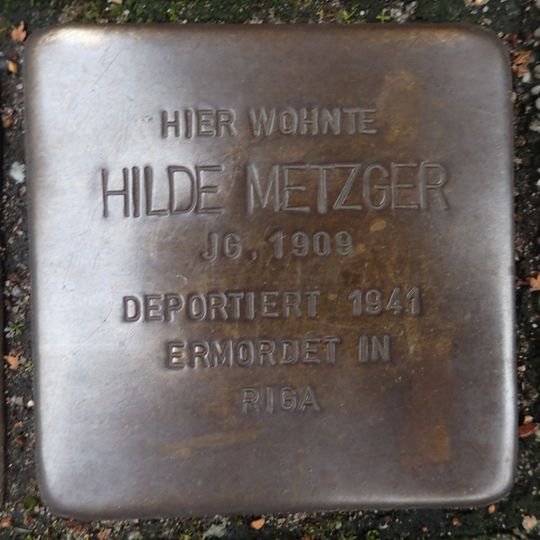 HIER WOHNTE
HILDE METZGER
JG. 1909
DEPORTIERT 1941
ERMORDET IN
RIGA